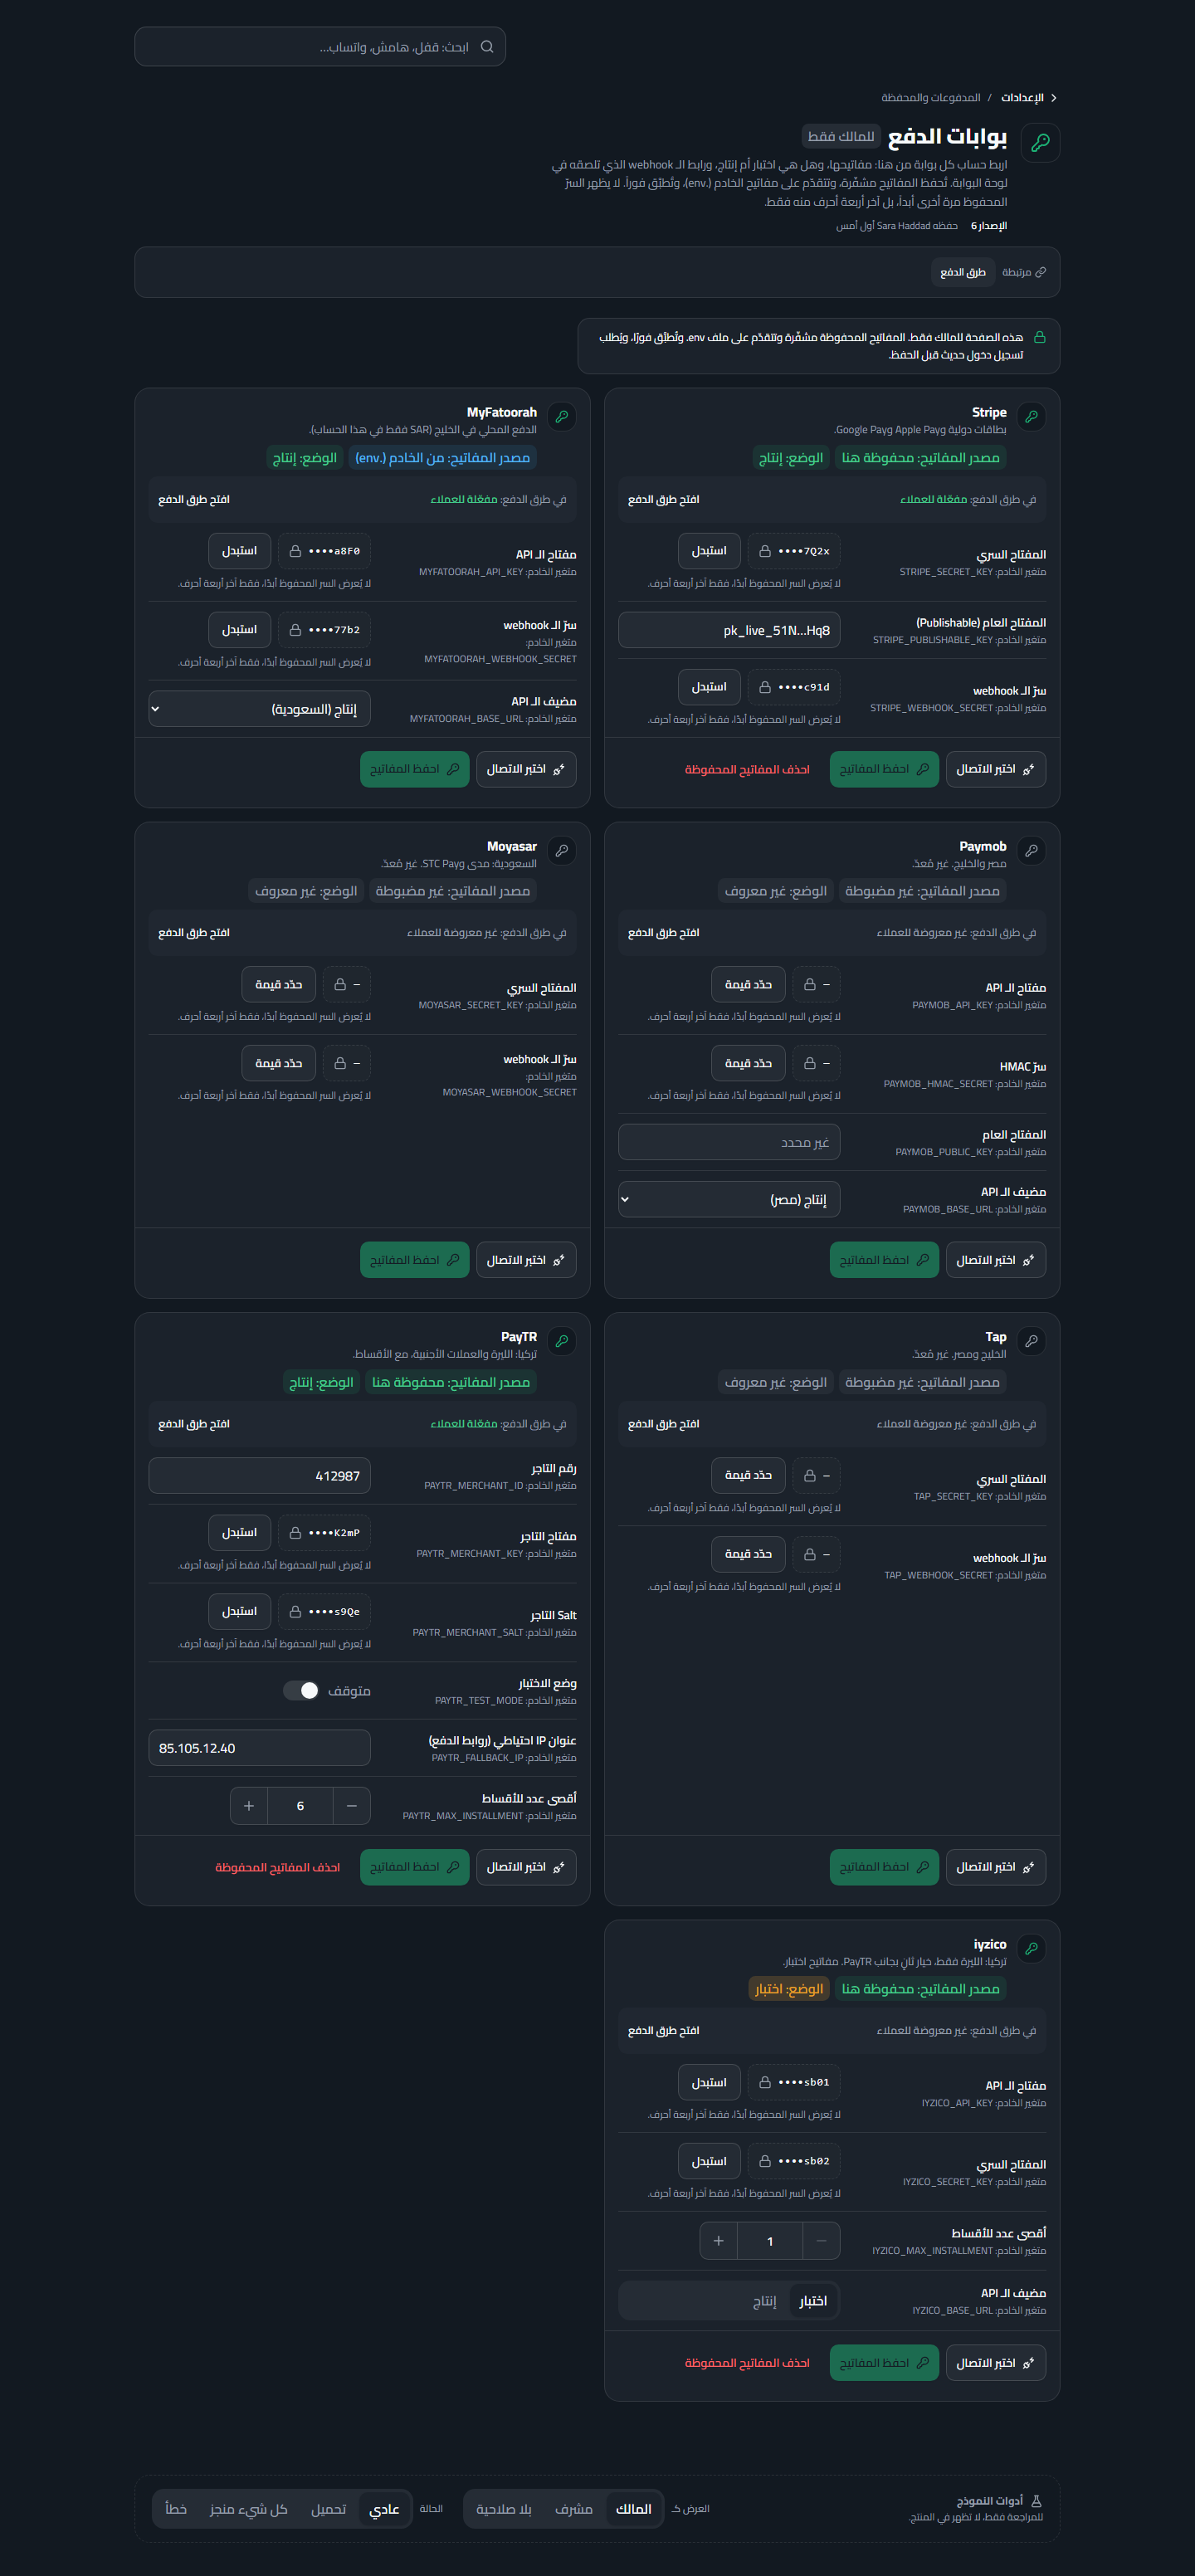 ابحث: قفل، هامش، واتساب...
الإعدادات / المدفوعات والمحفظة
بوابات الدفع للمالك فقط
اربط حساب كل بوابة من هنا: مفاتيحها، وهل هي اختبار أم إنتاج، ورابط الـ webhook الذي تلصقه في
لوحة البوابة. تُحفظ المفاتيح مشفّرة، وتتقدّم على مفاتيح الخادم (.env)، وتُطبّق فوراً. لا يظهر السرّ
المحفوظ مرة أخرى أبداً، بل آخر أربعة أحرف منه فقط.
الإصدار 6 حفظه Sara Haddad أول أمس
مرتبطة طرق الدفع
هذه الصفحة للمالك فقط. المفاتيح المحفوظة مشفّرة وتتقدّم على ملف env. وتُطبّق فورًا، ويُطلب
تسجيل دخول حديث قبل الحفظ.
Stripe
بطاقات دولية وApple Pay وGoogle Pay.
مصدر المفاتيح: محفوظة هنا الوضع: إنتاج
في طرق الدفع: مفعّلة للعملاء افتح طرق الدفع
المفتاح السري
متغير الخادم: STRIPE_SECRET_KEY
••••7Q2x استبدل
لا يُعرض السر المحفوظ أبدًا، فقط آخر أربعة أحرف.
المفتاح العام (Publishable)
متغير الخادم: STRIPE_PUBLISHABLE_KEY
pk_live_51N...Hq8
سرّ الـ webhook
متغير الخادم: STRIPE_WEBHOOK_SECRET
••••c91d استبدل
لا يُعرض السر المحفوظ أبدًا، فقط آخر أربعة أحرف.
اختبر الاتصال احفظ المفاتيح احذف المفاتيح المحفوظة
MyFatoorah
الدفع المحلي في الخليج (SAR فقط في هذا الحساب).
مصدر المفاتيح: من الخادم (.env) الوضع: إنتاج
في طرق الدفع: مفعّلة للعملاء افتح طرق الدفع
مفتاح الـ API
متغير الخادم: MYFATOORAH_API_KEY
••••a8F0 استبدل
لا يُعرض السر المحفوظ أبدًا، فقط آخر أربعة أحرف.
سرّ الـ webhook
متغير الخادم:
MYFATOORAH_WEBHOOK_SECRET
••••77b2 استبدل
لا يُعرض السر المحفوظ أبدًا، فقط آخر أربعة أحرف.
مضيف الـ API
متغير الخادم: MYFATOORAH_BASE_URL
إنتاج (السعودية)
اختبر الاتصال احفظ المفاتيح
Paymob
مصر والخليج. غير مُعدّ.
مصدر المفاتيح: غير مضبوطة الوضع: غير معروف
في طرق الدفع: غير معروضة للعملاء افتح طرق الدفع
مفتاح الـ API
متغير الخادم: PAYMOB_API_KEY
– حدّد قيمة
لا يُعرض السر المحفوظ أبدًا، فقط آخر أربعة أحرف.
سرّ HMAC
متغير الخادم: PAYMOB_HMAC_SECRET
– حدّد قيمة
لا يُعرض السر المحفوظ أبدًا، فقط آخر أربعة أحرف.
المفتاح العام
متغير الخادم: PAYMOB_PUBLIC_KEY
غير محدد
مضيف الـ API
متغير الخادم: PAYMOB_BASE_URL
إنتاج (مصر)
اختبر الاتصال احفظ المفاتيح
Moyasar
السعودية: مدى وSTC Pay. غير مُعدّ.
مصدر المفاتيح: غير مضبوطة الوضع: غير معروف
في طرق الدفع: غير معروضة للعملاء افتح طرق الدفع
المفتاح السري
متغير الخادم: MOYASAR_SECRET_KEY
– حدّد قيمة
لا يُعرض السر المحفوظ أبدًا، فقط آخر أربعة أحرف.
سرّ الـ webhook
متغير الخادم:
MOYASAR_WEBHOOK_SECRET
– حدّد قيمة
لا يُعرض السر المحفوظ أبدًا، فقط آخر أربعة أحرف.
اختبر الاتصال احفظ المفاتيح
Tap
الخليج ومصر. غير مُعدّ.
مصدر المفاتيح: غير مضبوطة الوضع: غير معروف
في طرق الدفع: غير معروضة للعملاء افتح طرق الدفع
المفتاح السري
متغير الخادم: TAP_SECRET_KEY
– حدّد قيمة
لا يُعرض السر المحفوظ أبدًا، فقط آخر أربعة أحرف.
سرّ الـ webhook
متغير الخادم: TAP_WEBHOOK_SECRET
– حدّد قيمة
لا يُعرض السر المحفوظ أبدًا، فقط آخر أربعة أحرف.
اختبر الاتصال احفظ المفاتيح
PayTR
تركيا: الليرة والعملات الأجنبية، مع الأقساط.
مصدر المفاتيح: محفوظة هنا الوضع: إنتاج
في طرق الدفع: مفعّلة للعملاء افتح طرق الدفع
رقم التاجر
متغير الخادم: PAYTR_MERCHANT_ID
412987
مفتاح التاجر
متغير الخادم: PAYTR_MERCHANT_KEY
••••K2mP استبدل
لا يُعرض السر المحفوظ أبدًا، فقط آخر أربعة أحرف.
Salt التاجر
متغير الخادم: PAYTR_MERCHANT_SALT
••••s9Qe استبدل
لا يُعرض السر المحفوظ أبدًا، فقط آخر أربعة أحرف.
وضع الاختبار
متغير الخادم: PAYTR_TEST_MODE
متوقف
عنوان IP احتياطي (روابط الدفع)
متغير الخادم: PAYTR_FALLBACK_IP
85.105.12.40
أقصى عدد للأقساط
متغير الخادم: PAYTR_MAX_INSTALLMENT
− 6 +
اختبر الاتصال احفظ المفاتيح احذف المفاتيح المحفوظة
iyzico
تركيا: الليرة فقط، خيار ثانٍ بجانب PayTR. مفاتيح اختبار.
مصدر المفاتيح: محفوظة هنا الوضع: اختبار
في طرق الدفع: غير معروضة للعملاء افتح طرق الدفع
مفتاح الـ API
متغير الخادم: IYZICO_API_KEY
••••sb01 استبدل
لا يُعرض السر المحفوظ أبدًا، فقط آخر أربعة أحرف.
المفتاح السري
متغير الخادم: IYZICO_SECRET_KEY
••••sb02 استبدل
لا يُعرض السر المحفوظ أبدًا، فقط آخر أربعة أحرف.
أقصى عدد للأقساط
متغير الخادم: IYZICO_MAX_INSTALLMENT
− 1 +
مضيف الـ API
متغير الخادم: IYZICO_BASE_URL
اختبار إنتاج
اختبر الاتصال احفظ المفاتيح احذف المفاتيح المحفوظة
أدوات النموذج
للمراجعة فقط، لا تظهر في المنتج.
العرض كـ المالك مشرف بلا صلاحية
الحالة عادي تحميل كل شيء منجز خطأ